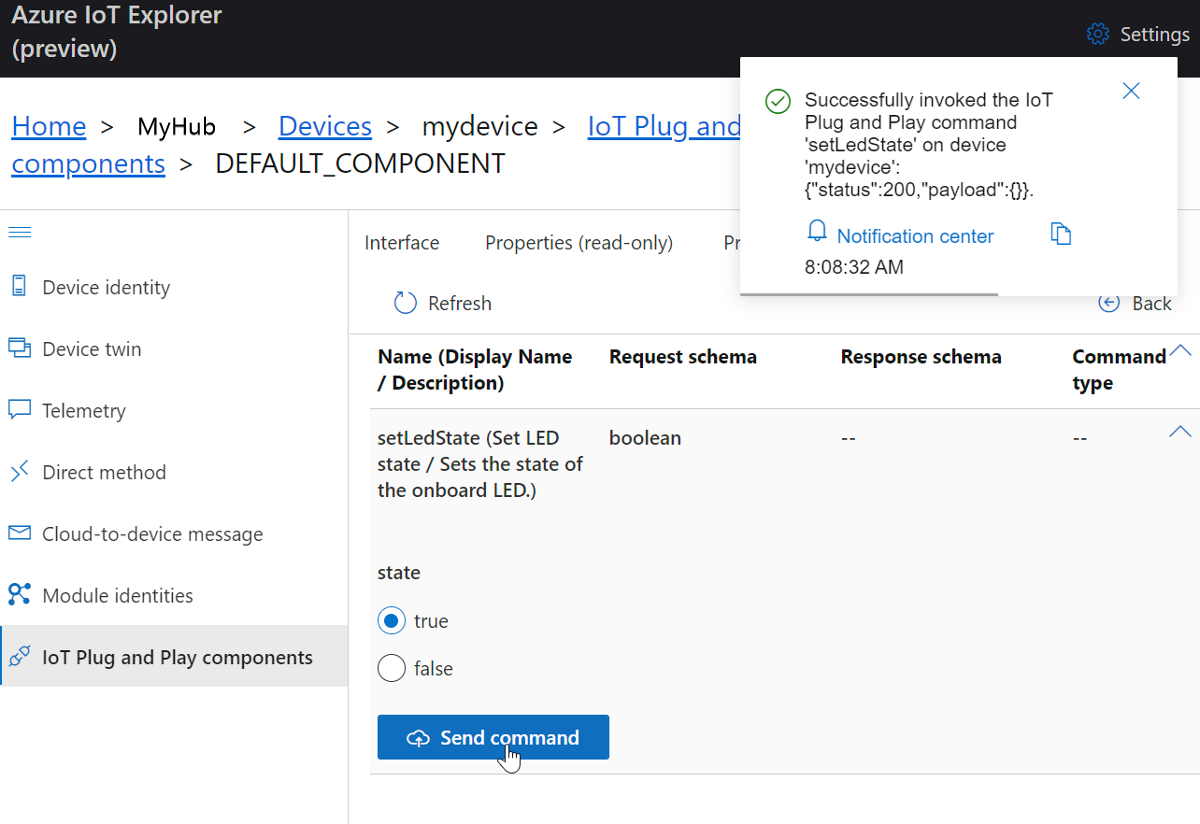 Azure IoT Explorer
(preview)
Settings
Home > MyHub > Devices > mydevice > IoT Plug and
components > DEFAULT_COMPONENT
Successfully invoked the IoT
Plug and Play command
'setLedState' on device
'mydevice':
{"status":200,"payload":{}}.
Notification center
8:08:32 AM
Device identity
Device twin
Telemetry
Direct method
Cloud-to-device message
Module identities
IoT Plug and Play components
Interface Properties (read-only)
Refresh
Back
Name (Display Name
/ Description)
Request schema
Response schema
Command
type
setLedState (Set LED
state / Sets the state of
the onboard LED.)
boolean
--
--
state
true
false
Send command